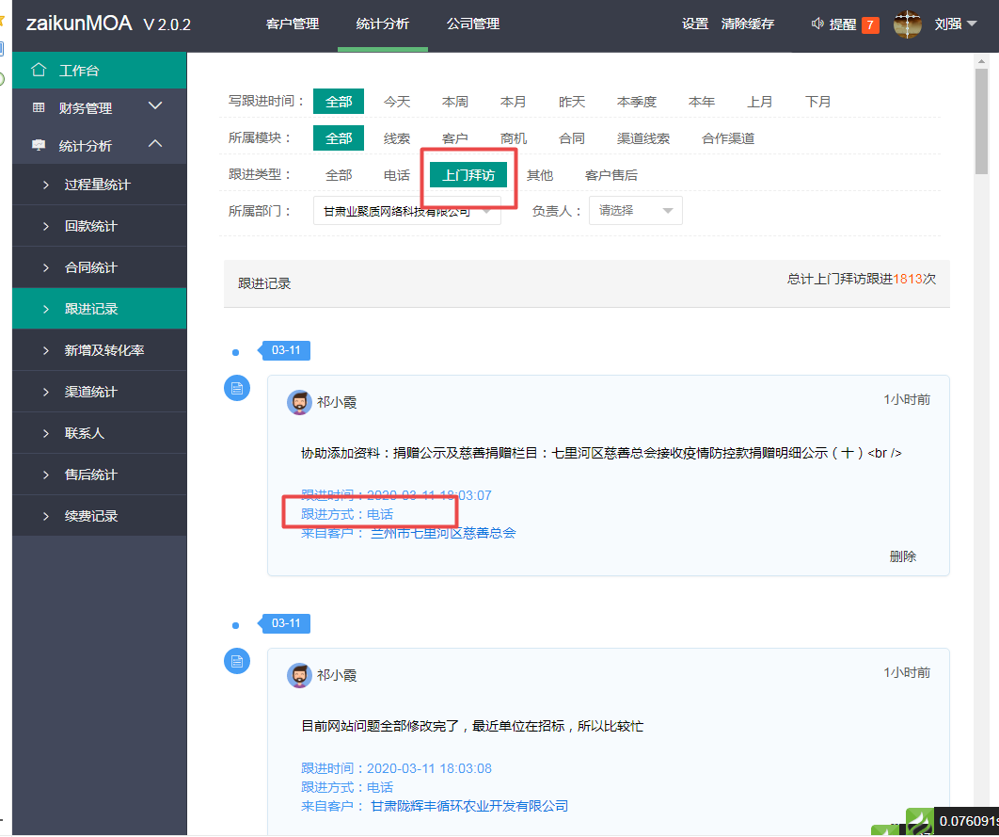 zaikunMOA V 2.0.2 客户管理 统计分析 公司管理 设置 清除缓存 提醒 7 刘强
工作台
财务管理
统计分析
过程量统计
回款统计
合同统计
跟进记录
新增及转化率
渠道统计
联系人
售后统计
续费记录
写跟进时间： 全部 今天 本周 本月 昨天 本季度 本年 上月 下月
所属模块： 全部 线索 客户 商机 合同 渠道线索 合作渠道
跟进类型： 全部 电话 上门拜访 其他 客户售后
所属部门： 甘肃业聚质网络科技有限公司 负责人： 请选择
跟进记录 总计上门拜访跟进1813次
03-11
祁小霞 1小时前
协助添加资料：捐赠公示及慈善捐赠栏目：七里河区慈善总会接收疫情防控款捐赠明细公示（十）<br />
跟进时间：2020-03-11 18:03:07
跟进方式：电话
来自客户： 兰州市七里河区慈善总会
删除
03-11
祁小霞 1小时前
目前网站问题全部修改完了，最近单位在招标，所以比较忙
跟进时间：2020-03-11 18:03:08
跟进方式：电话
来自客户： 甘肃陇辉丰循环农业开发有限公司
0.076091s